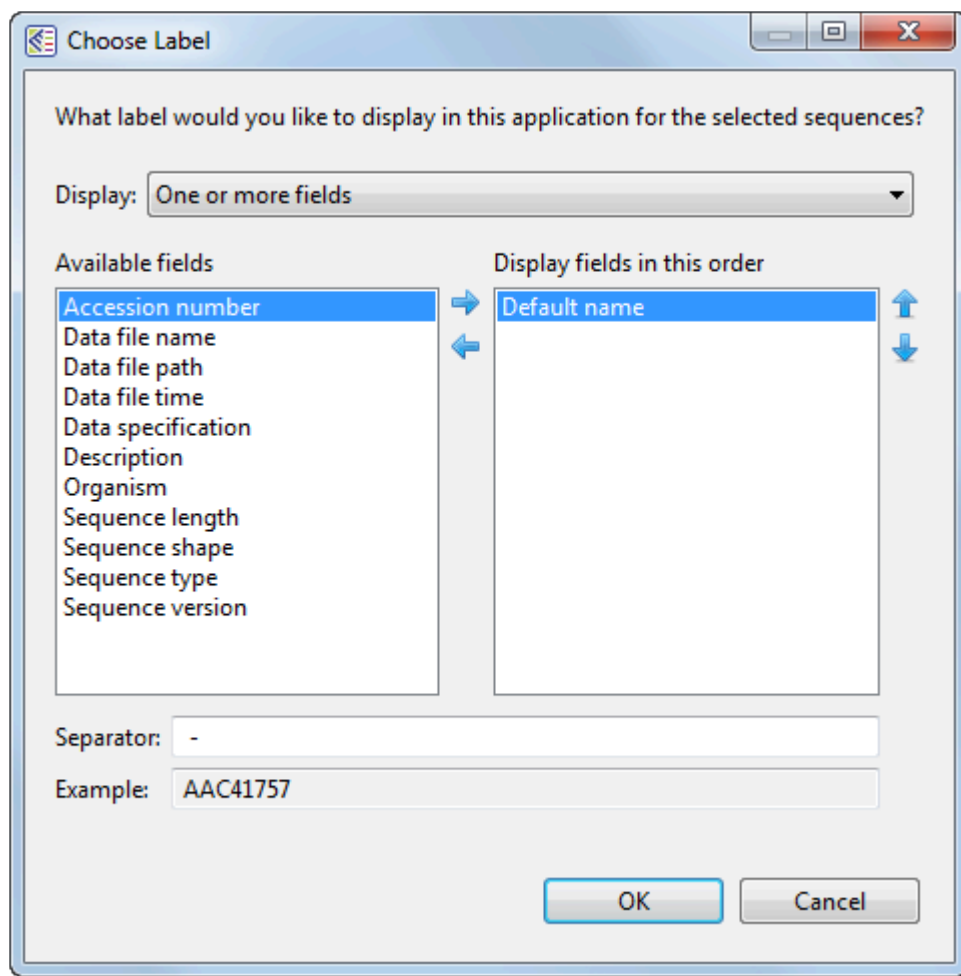 Choose Label
What label would you like to display in this application for the selected sequences?
Display: One or more fields
Available fields
Accession number
Data file name
Data file path
Data file time
Data specification
Description
Organism
Sequence length
Sequence shape
Sequence type
Sequence version
Display fields in this order
Default name
Separator: -
Example: AAC41757
OK
Cancel